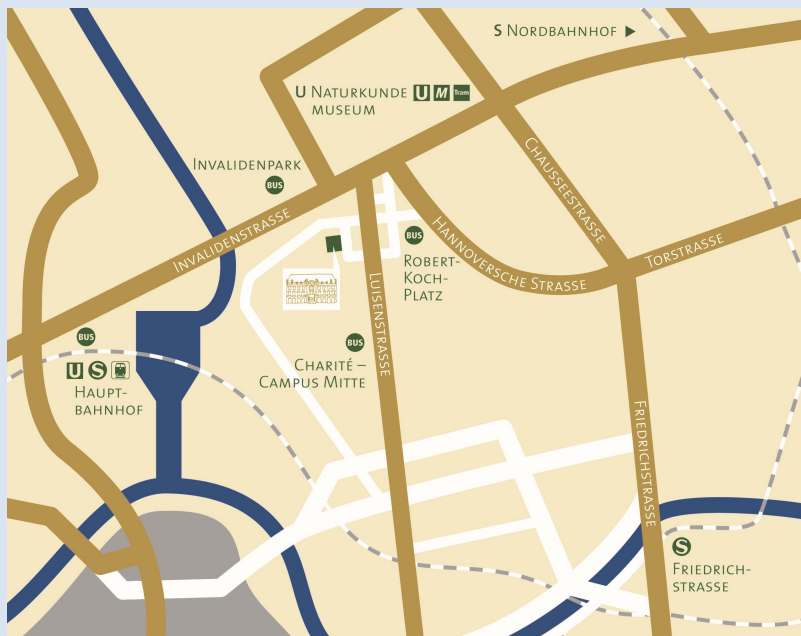 S NORDBAHNHOF
U NATURKUNDE U M Tram
MUSEUM
CHAUSSEESTRASSE
INVALIDENPARK
BUS
INVALIDENSTRASSE
HANNOVERSCHE STRASSE
TORSTRASSE
BUS
ROBERT-
KOCH-
PLATZ
LUISENSTRASSE
BUS
U S
HAUPT-
BAHNHOF
BUS
CHARITÉ –
CAMPUS MITTE
FRIEDRICHSTRASSE
S
FRIEDRICH-
STRASSE